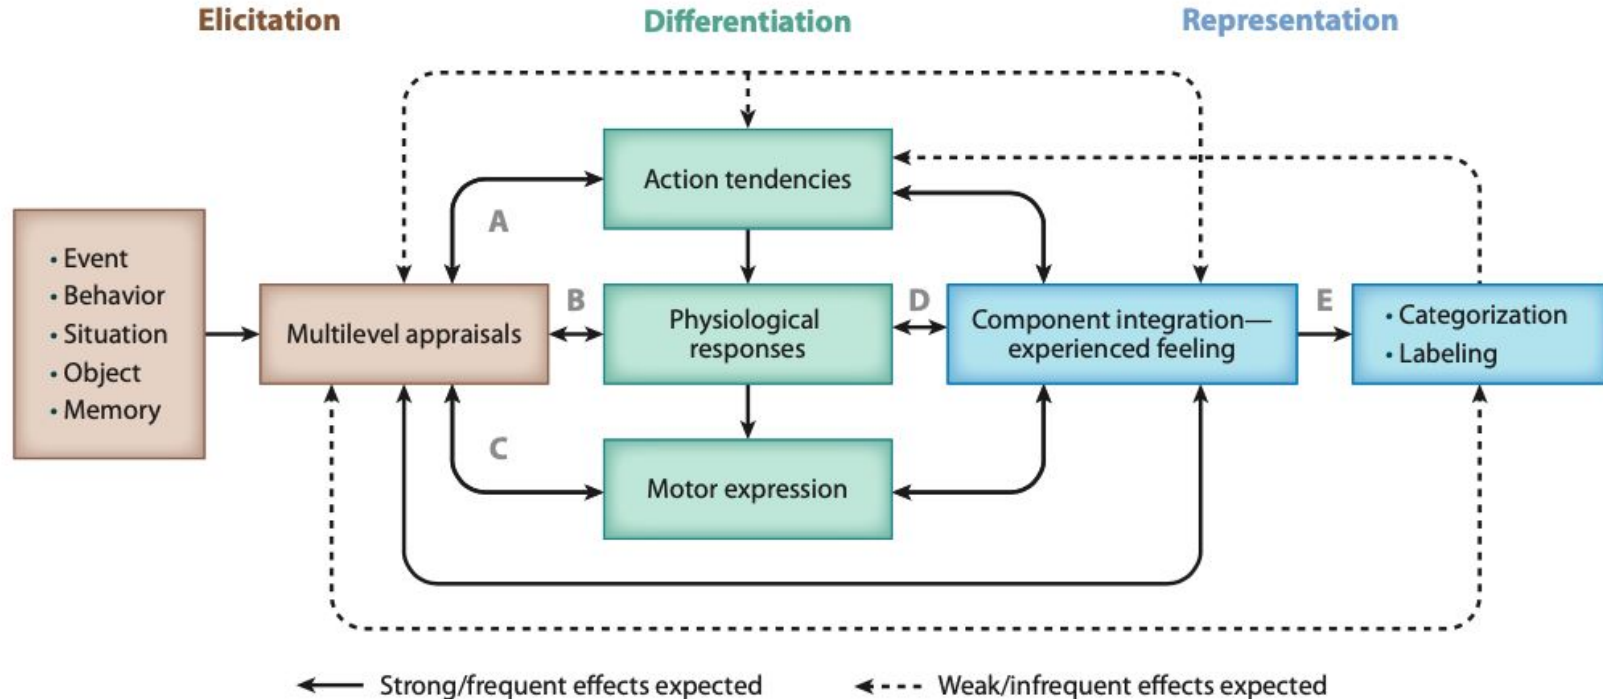 Elicitation
Differentiation
Representation
Action tendencies
A
• Event
• Behavior
• Situation
• Object
• Memory
Multilevel appraisals
B
Physiological
responses
D
Component integration—
experienced feeling
E
• Categorization
• Labeling
C
Motor expression
Strong/frequent effects expected
Weak/infrequent effects expected